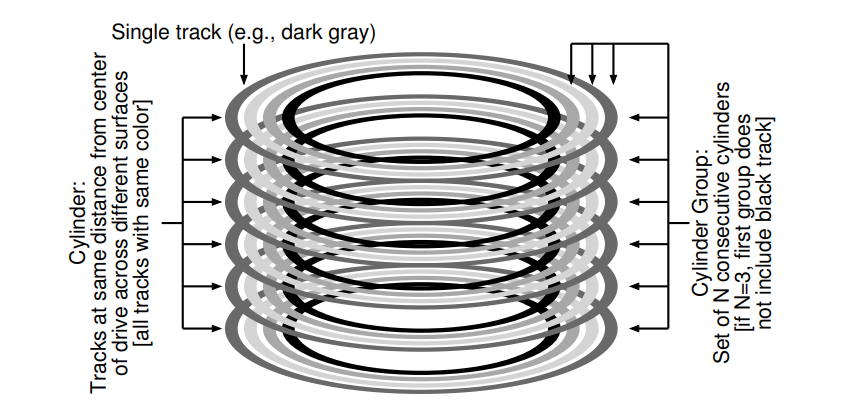 Single track (e.g., dark gray)
Cylinder:
Tracks at same distance from center
of drive across different surfaces
[all tracks with same color]
Cylinder Group:
Set of N consecutive cylinders
[if N=3, first group does
not include black track]